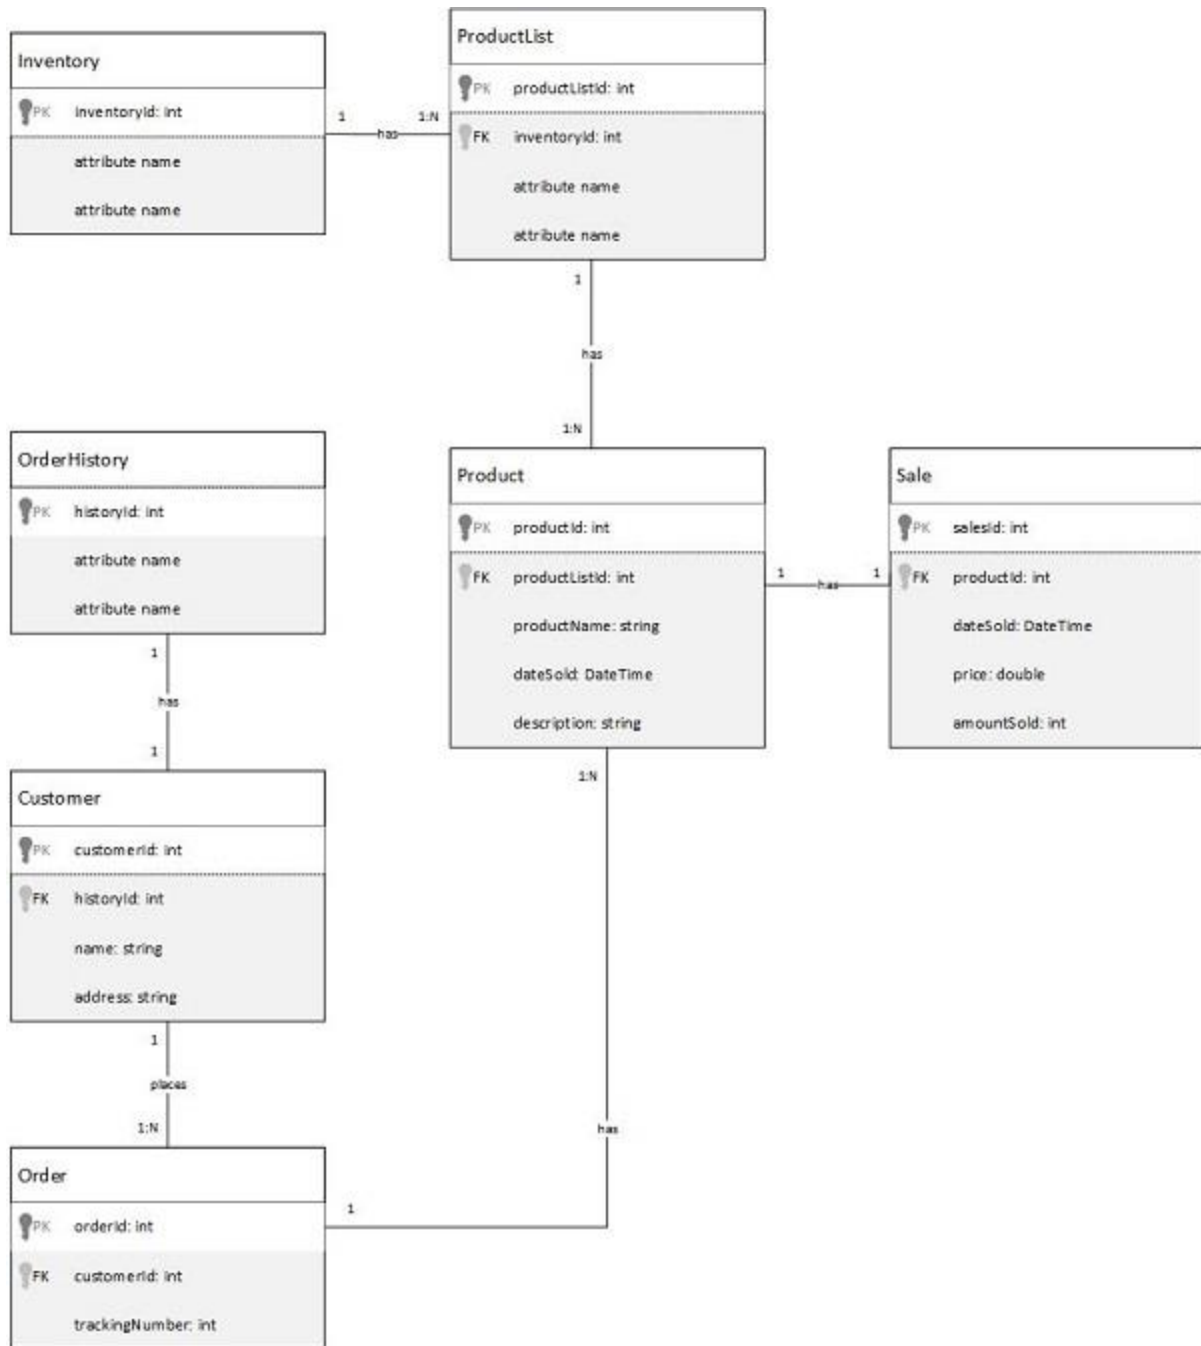 Inventory
PK inventoryId: int
attribute name
attribute name
1 has 1:N
ProductList
PK productListId: int
FK inventoryId: int
attribute name
attribute name
1
has
1:N
OrderHistory
PK historyId: int
attribute name
attribute name
1
has
1
Product
PK productId: int
FK productListId: int
productName: string
dateSold: DateTime
description: string
1 has 1
Sale
PK salesId: int
FK productId: int
dateSold: DateTime
price: double
amountSold: int
Customer
PK customerId: int
FK historyId: int
name: string
address: string
1
places
1:N
1:N
has
1
Order
PK orderId: int
FK customerId: int
trackingNumber: int